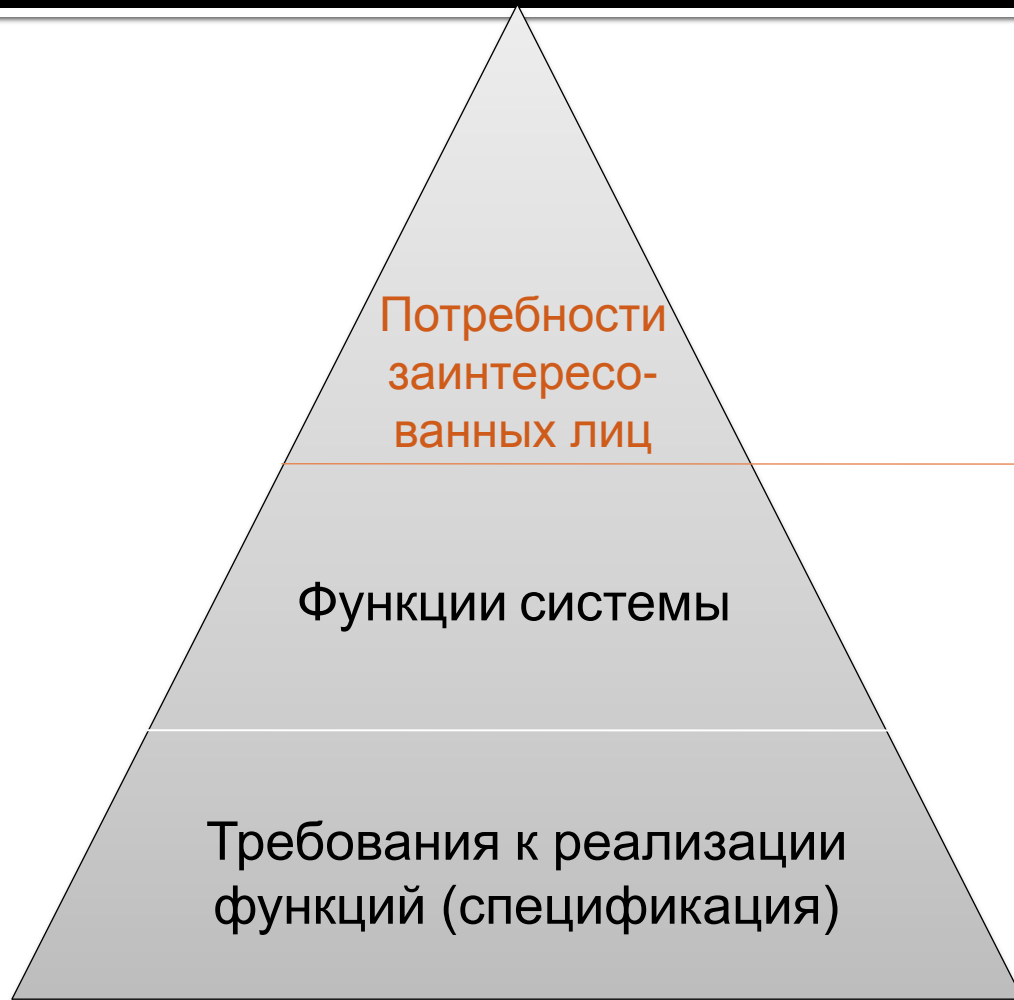 Потребности
заинтересо-
ванных лиц
Функции системы
Требования к реализации
функций (спецификация)